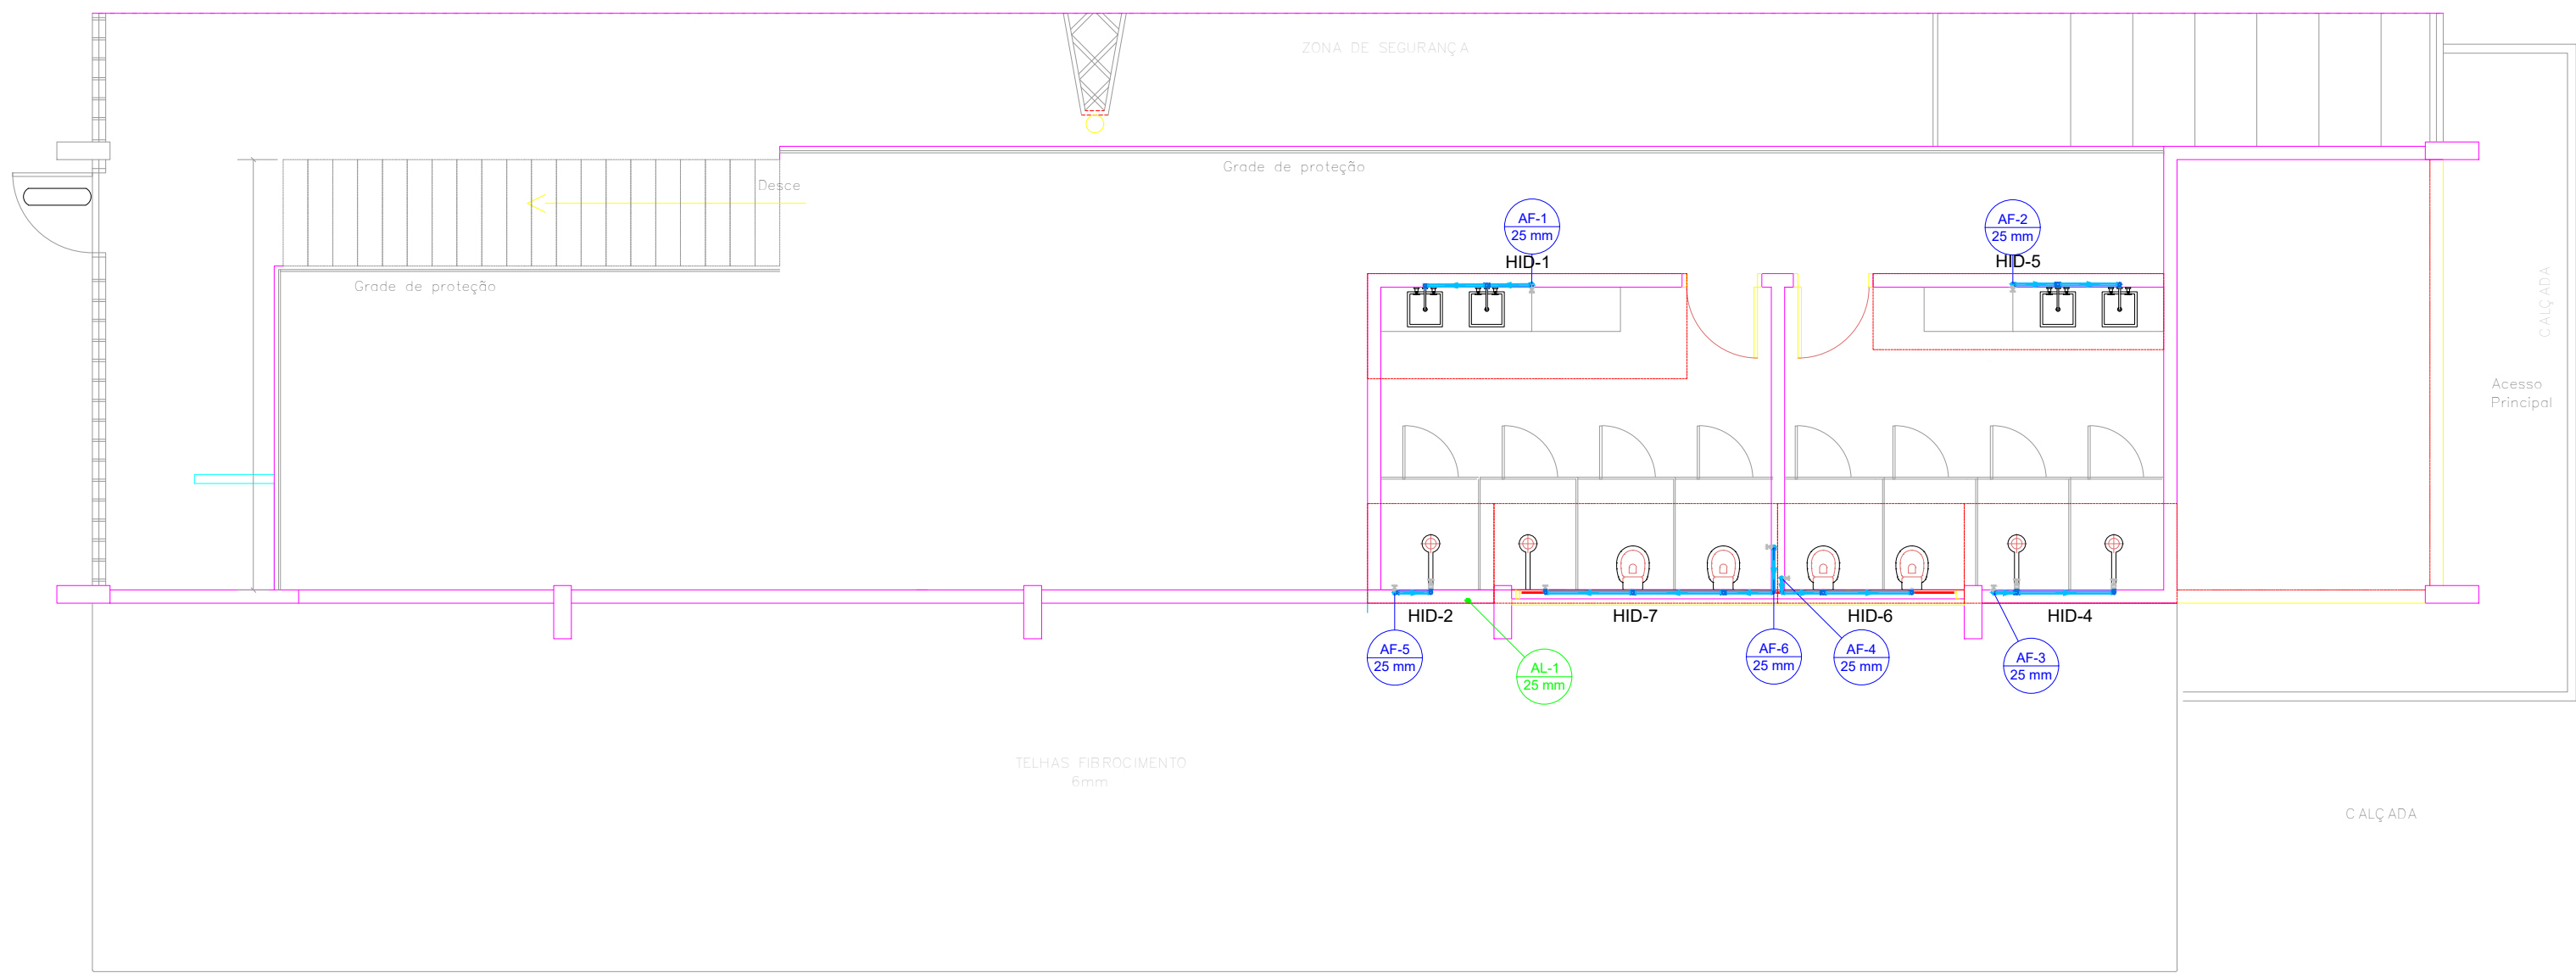 ZONA DE SEGURANÇA
Grade de proteção
Desce
AF-1
25 mm
AF-2
25 mm
HID-1
HID-5
Grade de proteção
CALÇADA
Acesso
Principal
HID-2
HID-7
HID-6
HID-4
AF-5
25 mm
AL-1
25 mm
AF-6
25 mm
AF-4
25 mm
AF-3
25 mm
TELHAS FIBROCIMENTO
6mm
CALÇADA